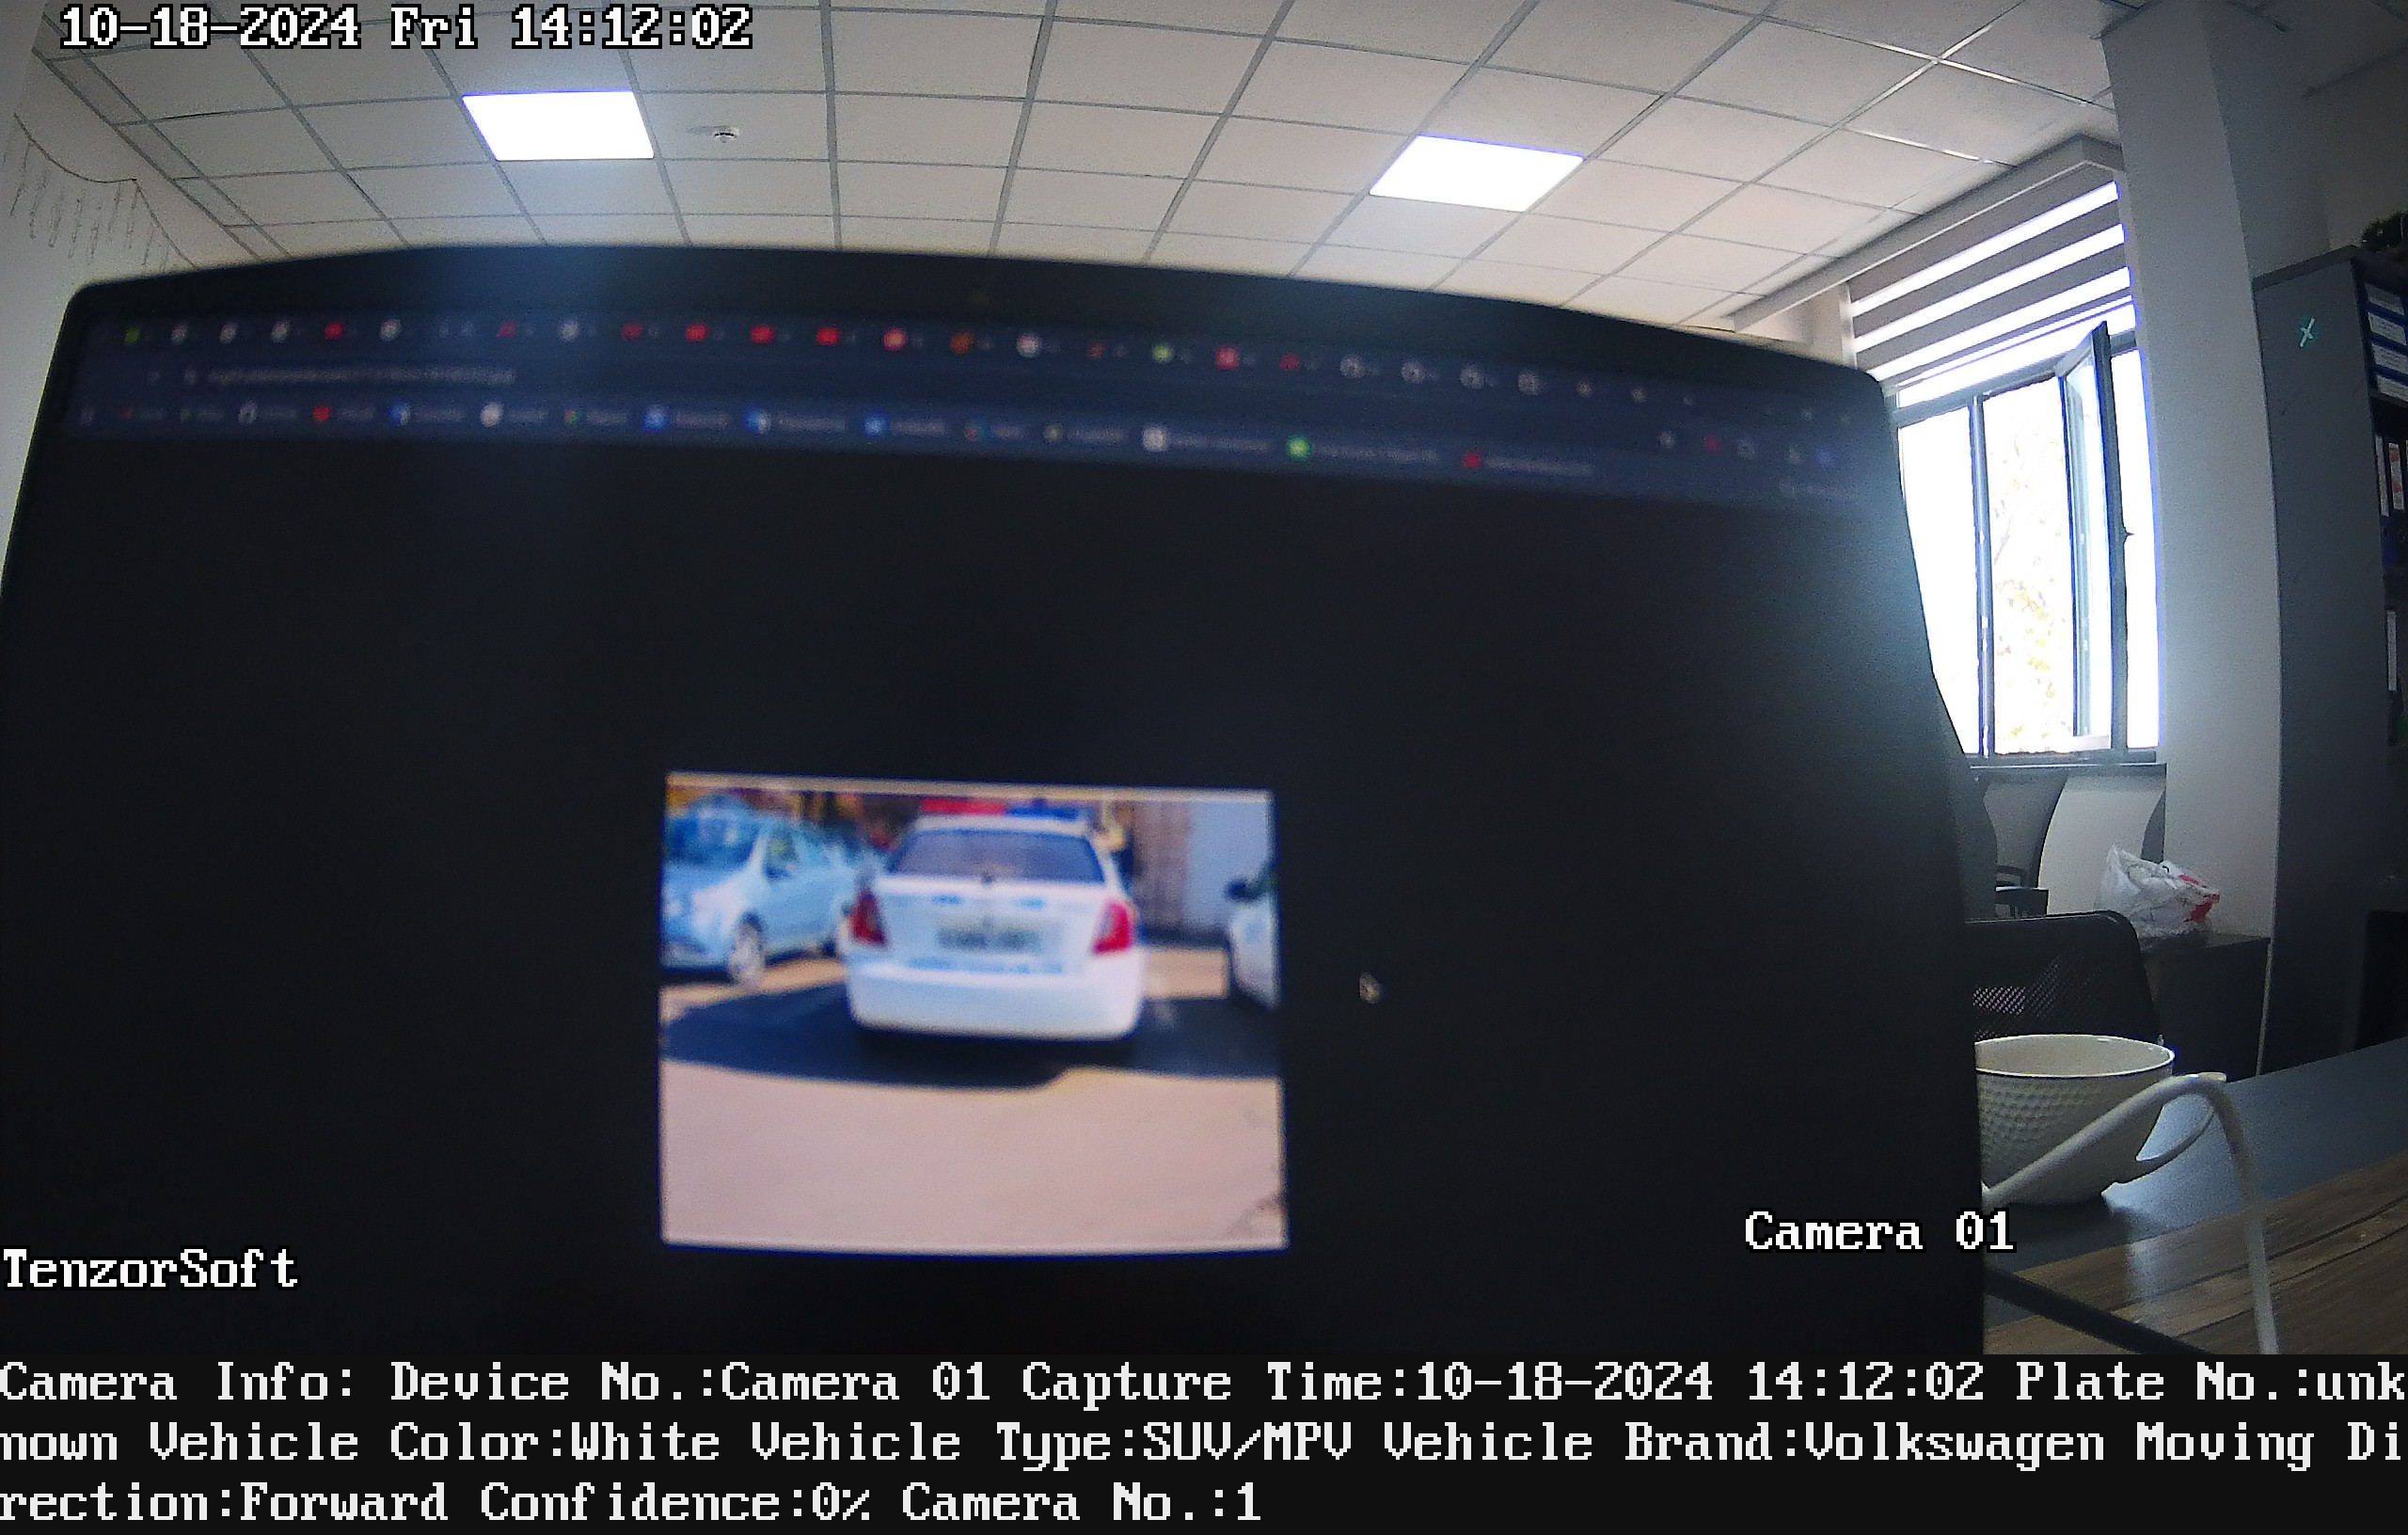 10-18-2024 Fri 14:12:02
Camera 01
TenzorSoft
Camera Info: Device No.:Camera 01 Capture Time:10-18-2024 14:12:02 Plate No.:unk
nown Vehicle Color:White Vehicle Type:SUV/MPV Vehicle Brand:Volkswagen Moving Di
rection:Forward Confidence:0% Camera No.:1